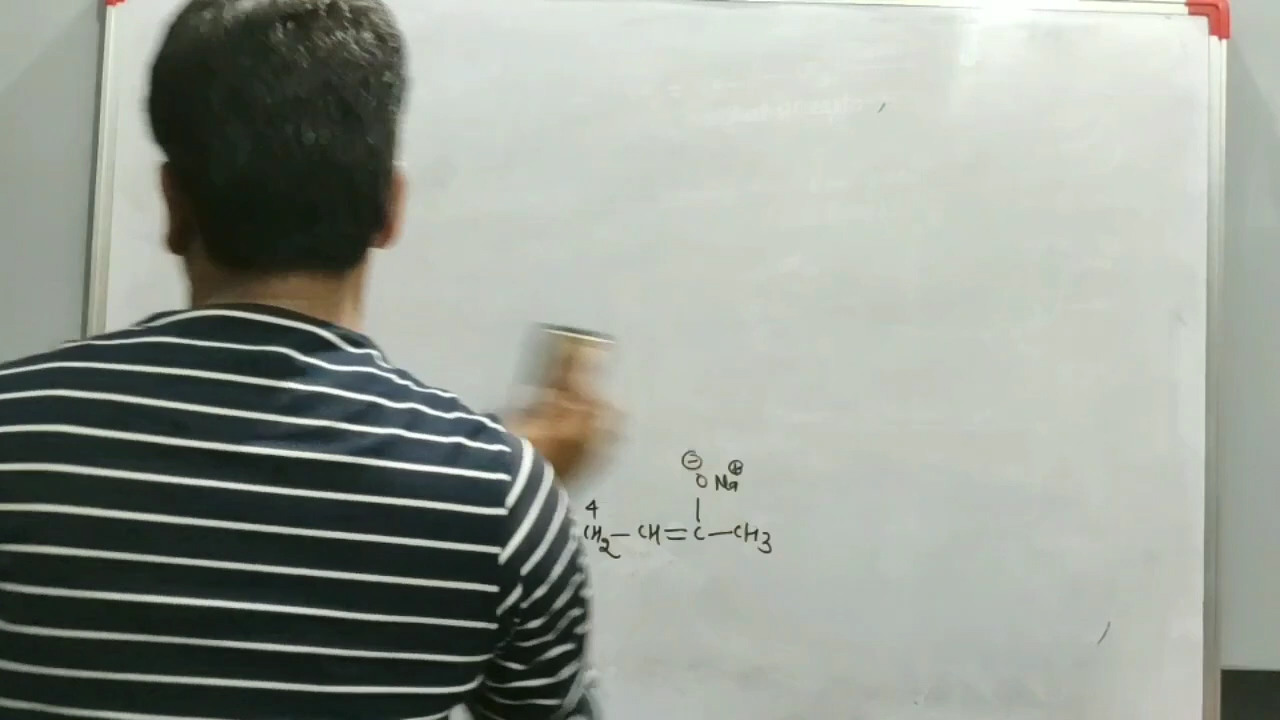 ⊖ ⊕
O Na
4 |
CH2 — CH = C — CH3